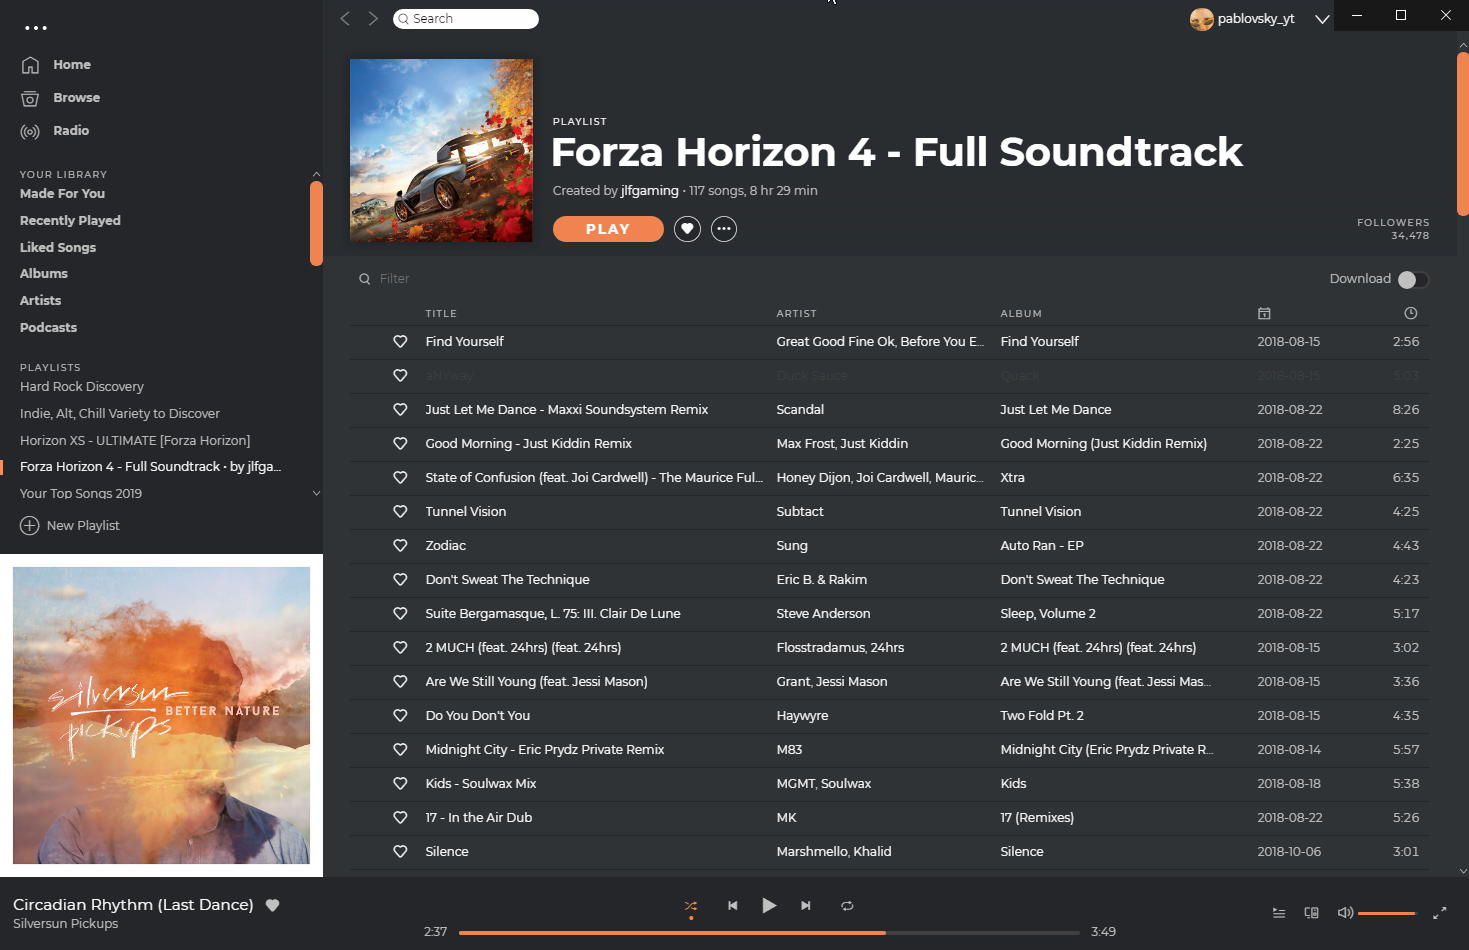 Search
pablovsky_yt
Home
Browse
Radio
YOUR LIBRARY
Made For You
Recently Played
Liked Songs
Albums
Artists
Podcasts
PLAYLISTS
Hard Rock Discovery
Indie, Alt, Chill Variety to Discover
Horizon XS - ULTIMATE [Forza Horizon]
Forza Horizon 4 - Full Soundtrack • by jlfga...
Your Top Songs 2019
New Playlist
silversun
BETTER NATURE
pickups
PLAYLIST
Forza Horizon 4 - Full Soundtrack
Created by jlfgaming • 117 songs, 8 hr 29 min
PLAY
FOLLOWERS
34,478
Filter
Download
TITLE ARTIST ALBUM
Find Yourself Great Good Fine Ok, Before You E... Find Yourself 2018-08-15 2:56
aNYway Duck Sauce Quack 2018-08-15 5:03
Just Let Me Dance - Maxxi Soundsystem Remix Scandal Just Let Me Dance 2018-08-22 8:26
Good Morning - Just Kiddin Remix Max Frost, Just Kiddin Good Morning (Just Kiddin Remix) 2018-08-22 2:25
State of Confusion (feat. Joi Cardwell) - The Maurice Ful... Honey Dijon, Joi Cardwell, Mauric... Xtra 2018-08-22 6:35
Tunnel Vision Subtact Tunnel Vision 2018-08-22 4:25
Zodiac Sung Auto Ran - EP 2018-08-22 4:43
Don't Sweat The Technique Eric B. & Rakim Don't Sweat The Technique 2018-08-22 4:23
Suite Bergamasque, L. 75: III. Clair De Lune Steve Anderson Sleep, Volume 2 2018-08-22 5:17
2 MUCH (feat. 24hrs) (feat. 24hrs) Flosstradamus, 24hrs 2 MUCH (feat. 24hrs) (feat. 24hrs) 2018-08-15 3:02
Are We Still Young (feat. Jessi Mason) Grant, Jessi Mason Are We Still Young (feat. Jessi Mas... 2018-08-15 3:36
Do You Don't You Haywyre Two Fold Pt. 2 2018-08-15 4:35
Midnight City - Eric Prydz Private Remix M83 Midnight City (Eric Prydz Private R... 2018-08-14 5:57
Kids - Soulwax Mix MGMT, Soulwax Kids 2018-08-18 5:38
17 - In the Air Dub MK 17 (Remixes) 2018-08-22 5:26
Silence Marshmello, Khalid Silence 2018-10-06 3:01
Circadian Rhythm (Last Dance)
Silversun Pickups
2:37 3:49